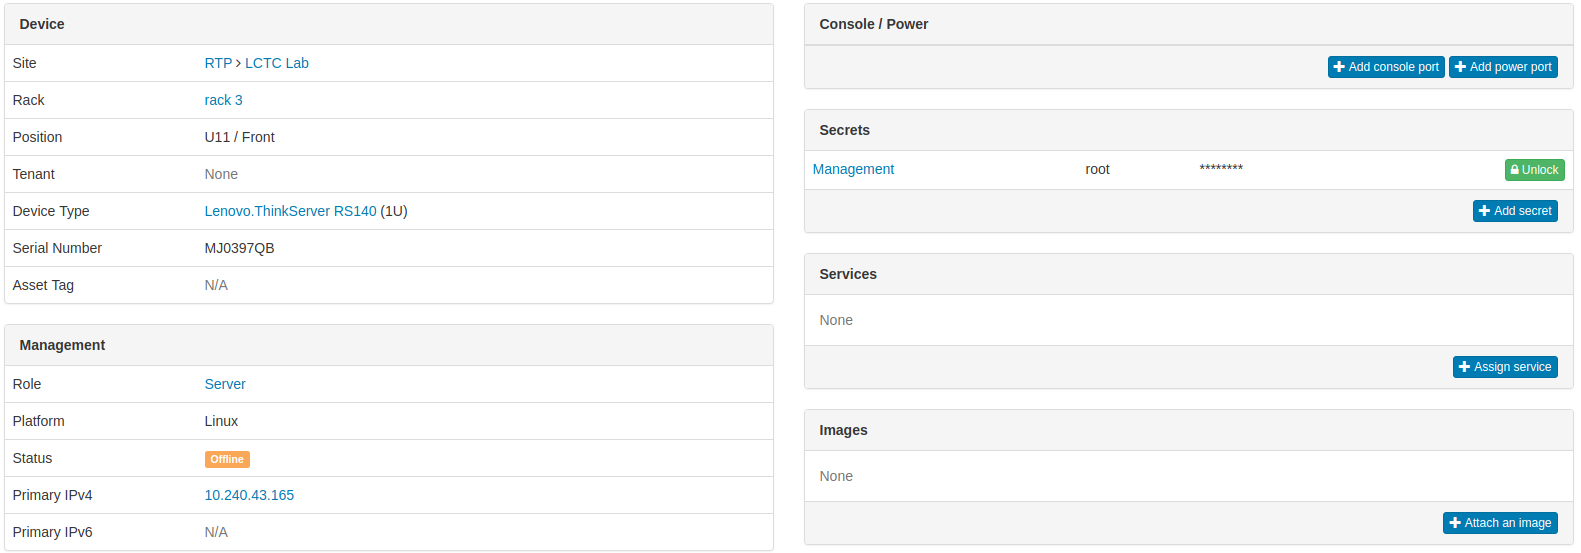 Device
Site RTP › LCTC Lab
Rack rack 3
Position U11 / Front
Tenant None
Device Type Lenovo.ThinkServer RS140 (1U)
Serial Number MJ0397QB
Asset Tag N/A
Management
Role Server
Platform Linux
Status Offline
Primary IPv4 10.240.43.165
Primary IPv6 N/A
Console / Power
Add console port Add power port
Secrets
Management root ******** Unlock
Add secret
Services
None
Assign service
Images
None
Attach an image